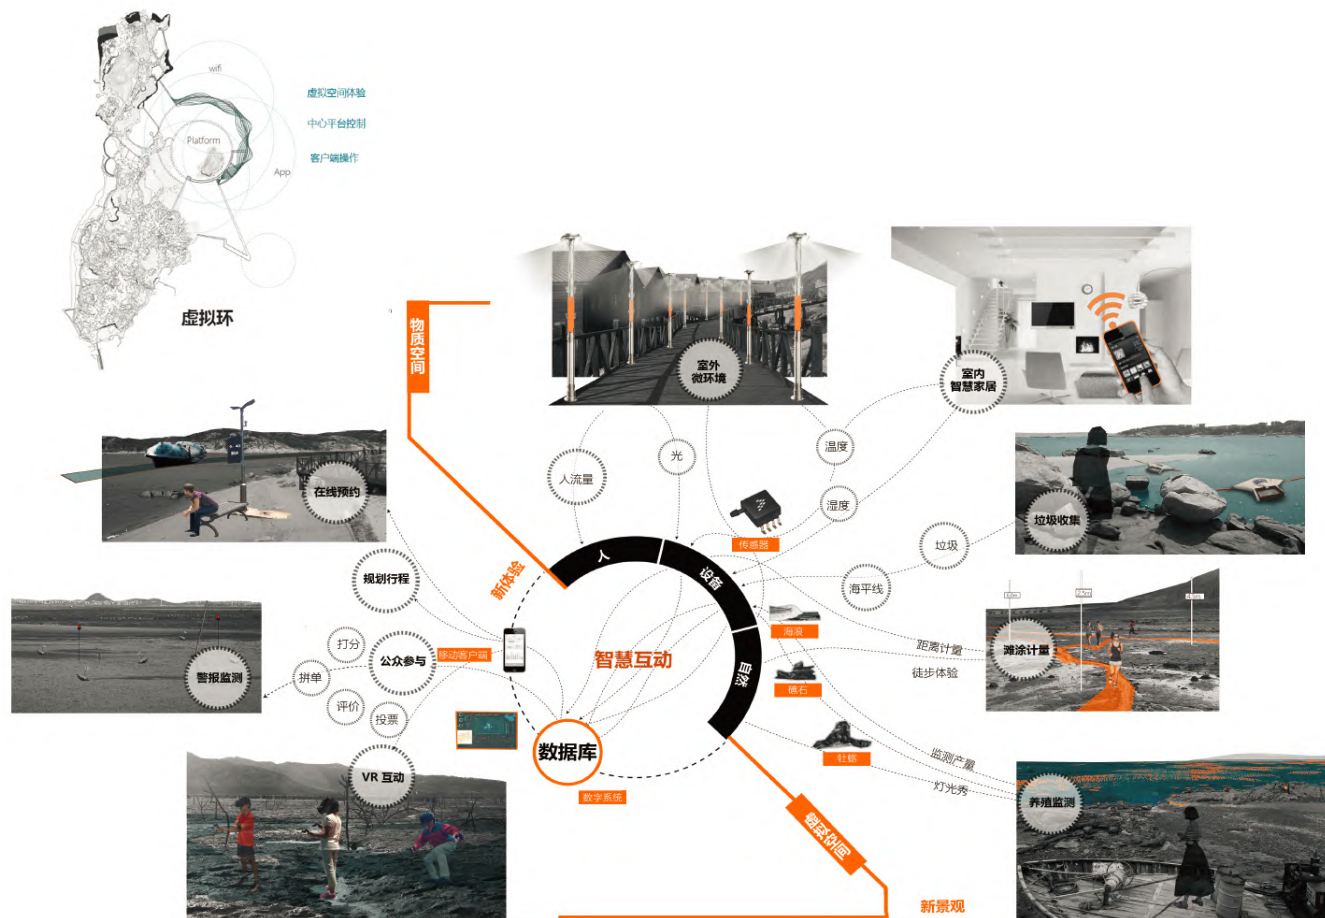 wifi
虚拟空间体验
中心平台控制
Platform
客户端操作
App
虚拟环
物质空间
室外
微环境
室内
智慧家居
在线预约
人流量
光
温度
湿度
传感器
垃圾收集
垃圾
海平线
规划行程
新体验
人
设备
自然
海浪
礁石
牡蛎
距离计量
徒步体验
滩涂计量
2.5m
警报监测
打分
公众参与
移动客户端
拼单
评价
投票
智慧互动
数据库
数字系统
VR 互动
监测产量
灯光秀
养殖监测
虚拟空间
新景观